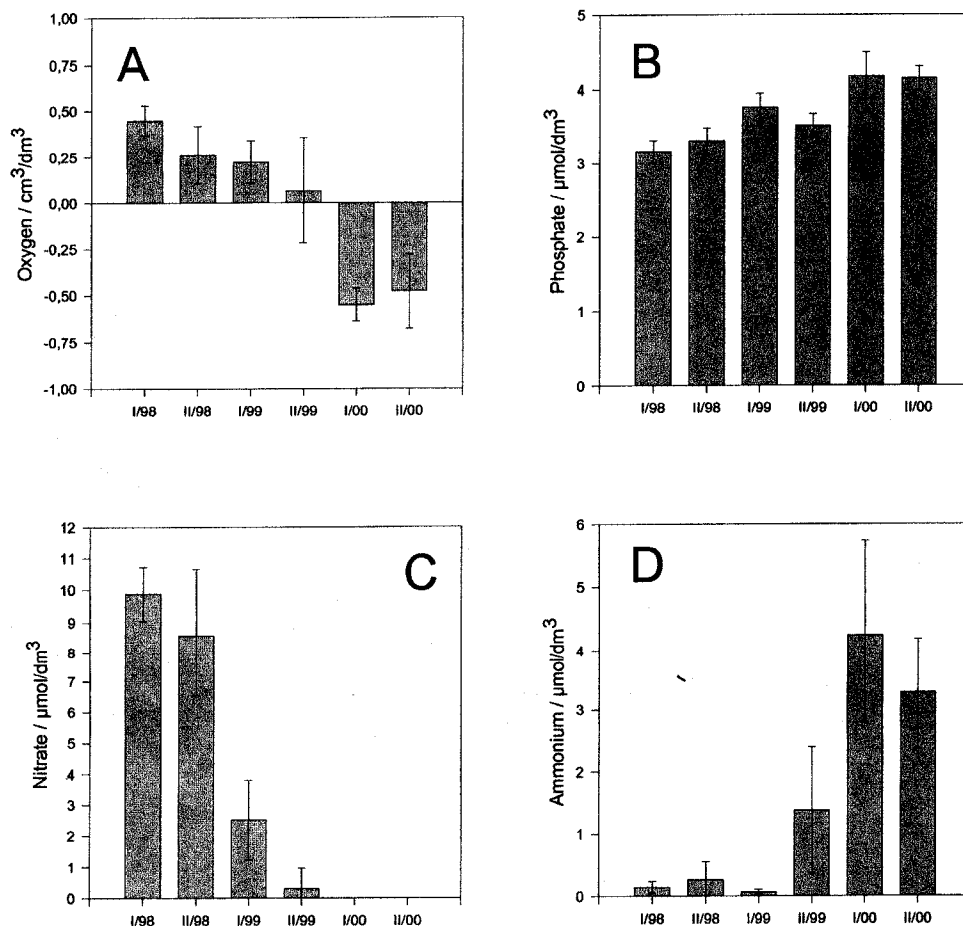 A
Oxygen / cm³/dm³
1,00
0,75
0,50
0,25
0,00
-0,25
-0,50
-0,75
-1,00
I/98 II/98 I/99 II/99 I/00 II/00
B
Phosphate / µmol/dm³
5
4
3
2
1
0
I/98 II/98 I/99 II/99 I/00 II/00
C
Nitrate / µmol/dm³
12
11
10
9
8
7
6
5
4
3
2
1
0
I/98 II/98 I/99 II/99 I/00 II/00
D
Ammonium / µmol/dm³
6
5
4
3
2
1
0
I/98 II/98 I/99 II/99 I/00 II/00